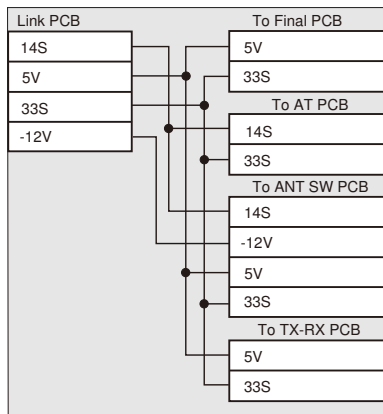 Link PCB
14S
5V
33S
-12V
To Final PCB
5V
33S
To AT PCB
14S
33S
To ANT SW PCB
14S
-12V
5V
33S
To TX-RX PCB
5V
33S